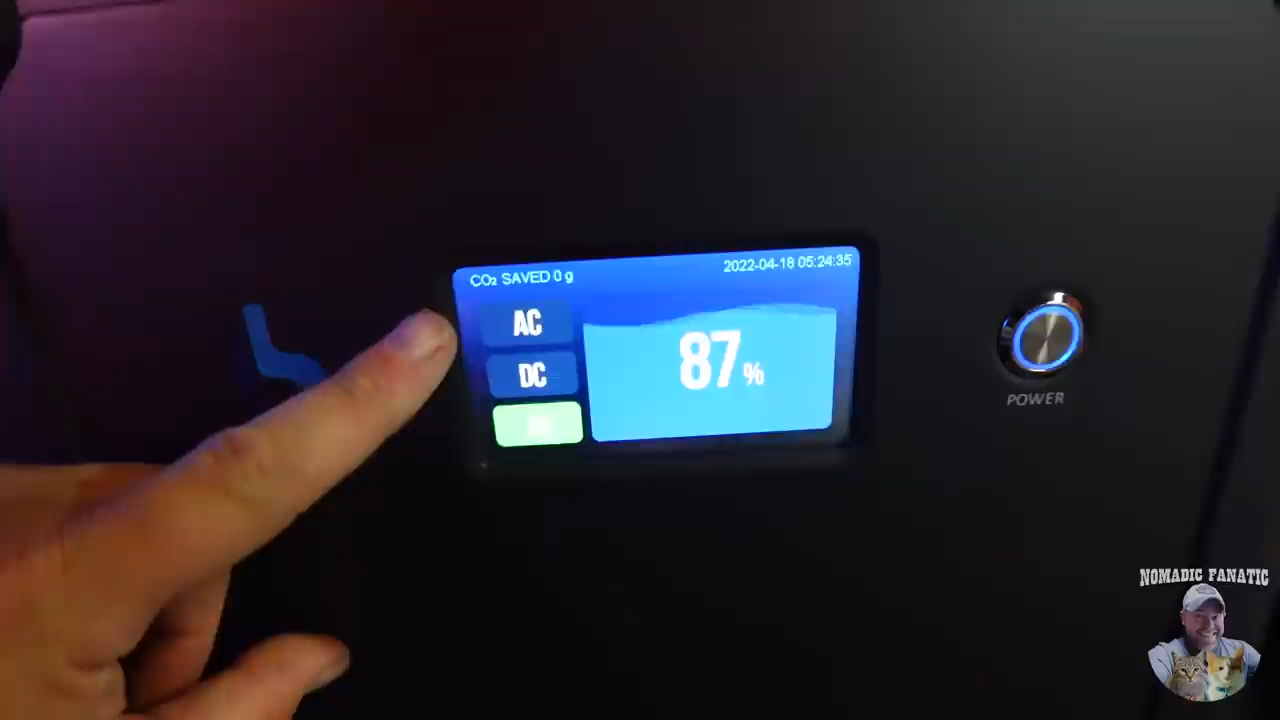 CO₂ SAVED 0 g
2022-04-18 05:24:35
AC
DC
87%
POWER
NOMADIC FANATIC